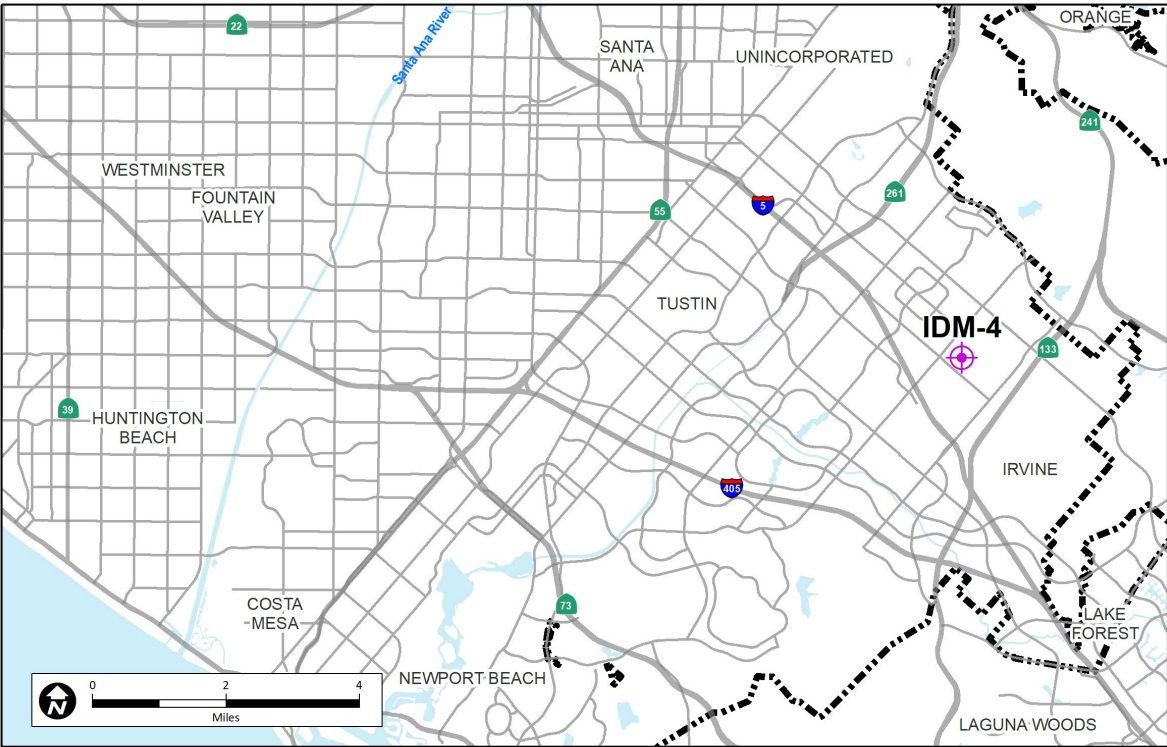 ORANGE
22
Santa Ana River
SANTA
ANA
UNINCORPORATED
241
WESTMINSTER
FOUNTAIN
VALLEY
55
5
261
TUSTIN
IDM-4
133
39
HUNTINGTON
BEACH
IRVINE
405
COSTA
MESA
73
LAKE
FOREST
NEWPORT BEACH
LAGUNA WOODS
N
0 2 4
Miles